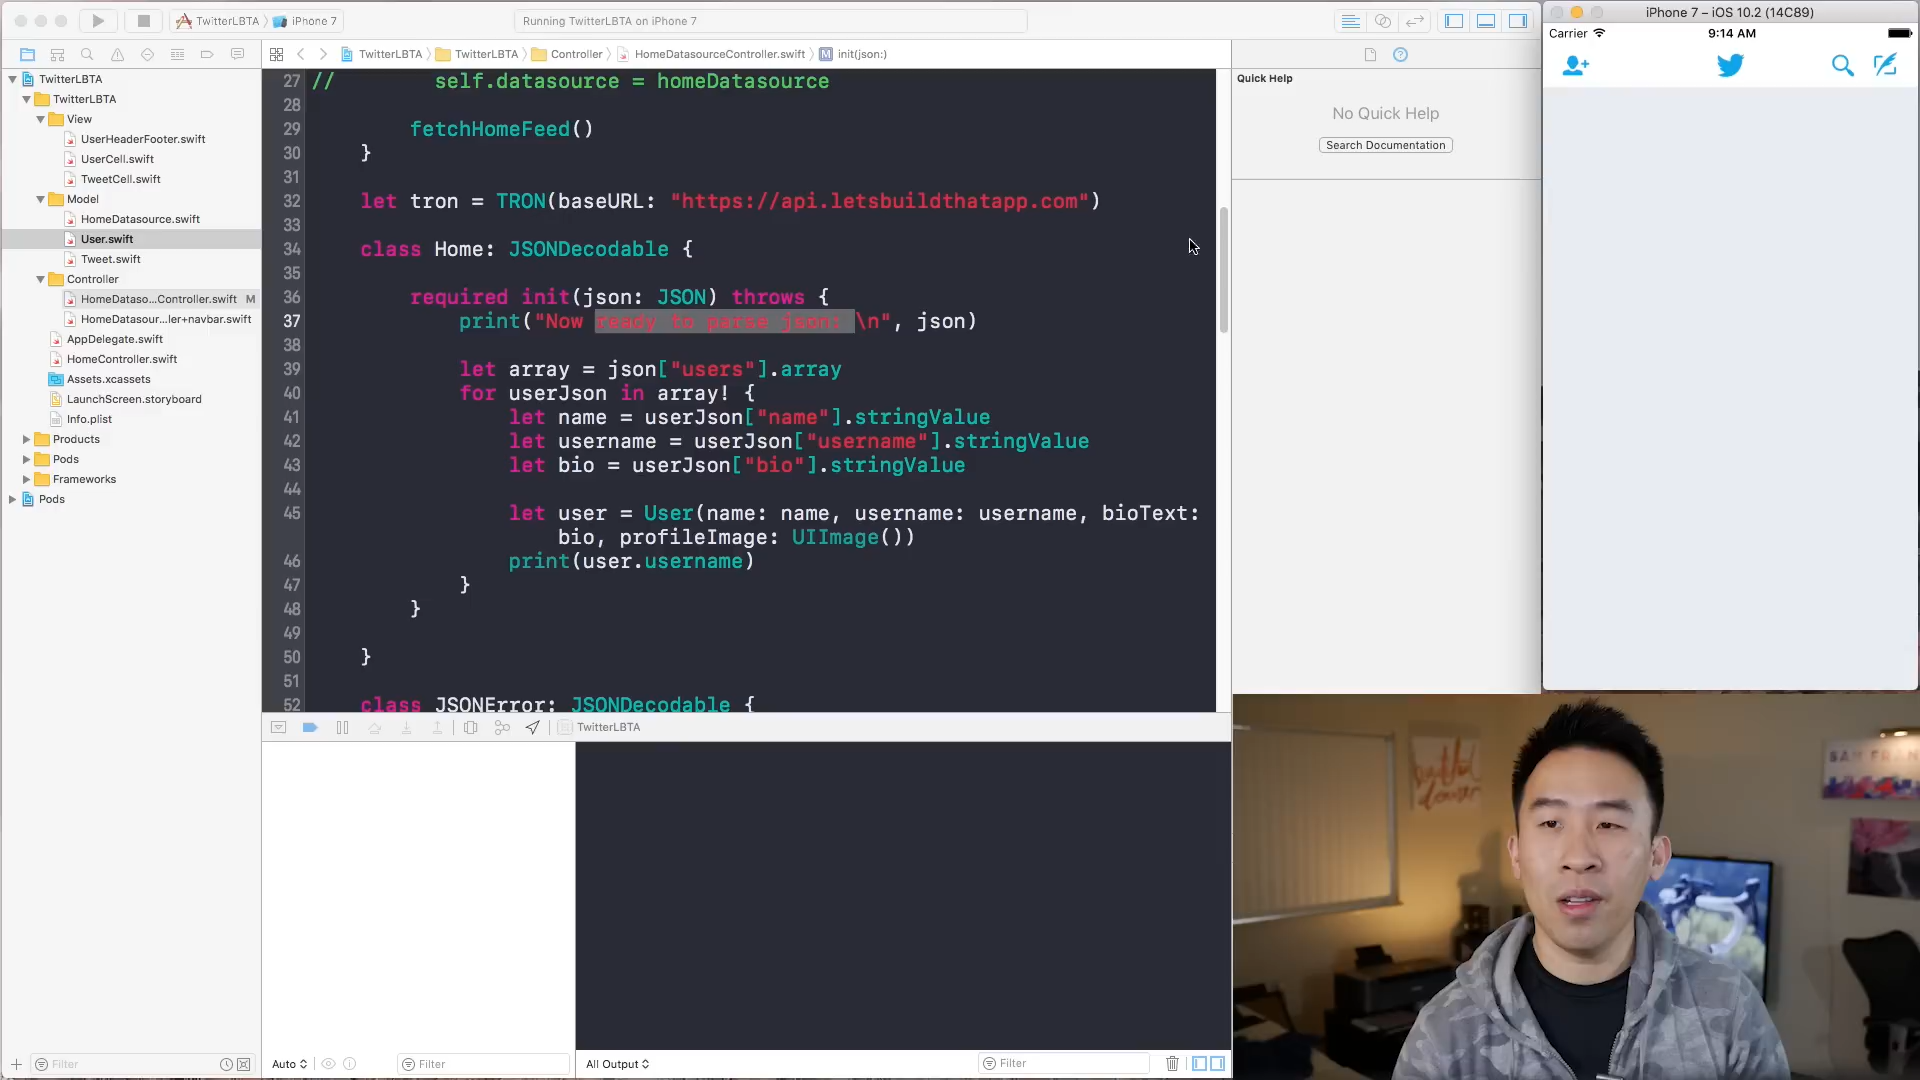 TwitterLBTA
iPhone 7
Running TwitterLBTA on iPhone 7
iPhone 7 – iOS 10.2 (14C89)
Carrier
9:14 AM
TwitterLBTA
TwitterLBTA
Controller
HomeDatasourceController.swift
M
init(json:)
TwitterLBTA
TwitterLBTA
View
UserHeaderFooter.swift
UserCell.swift
TweetCell.swift
Model
HomeDatasource.swift
User.swift
Tweet.swift
Controller
HomeDataso...Controller.swift M
HomeDatasour...ler+navbar.swift
AppDelegate.swift
HomeController.swift
Assets.xcassets
LaunchScreen.storyboard
Info.plist
Products
Pods
Frameworks
Pods
27 // self.datasource = homeDatasource
28
29 fetchHomeFeed()
30 }
31
32 let tron = TRON(baseURL: "https://api.letsbuildthatapp.com")
33
34 class Home: JSONDecodable {
35
36 required init(json: JSON) throws {
37 print("Now ready to parse json: \n", json)
38
39 let array = json["users"].array
40 for userJson in array! {
41 let name = userJson["name"].stringValue
42 let username = userJson["username"].stringValue
43 let bio = userJson["bio"].stringValue
44
45 let user = User(name: name, username: username, bioText:
bio, profileImage: UIImage())
46 print(user.username)
47 }
48 }
49
50 }
51
52 class JSONError: JSONDecodable {
Quick Help
No Quick Help
Search Documentation
TwitterLBTA
Filter
Auto
Filter
All Output
Filter
SAN FRAN